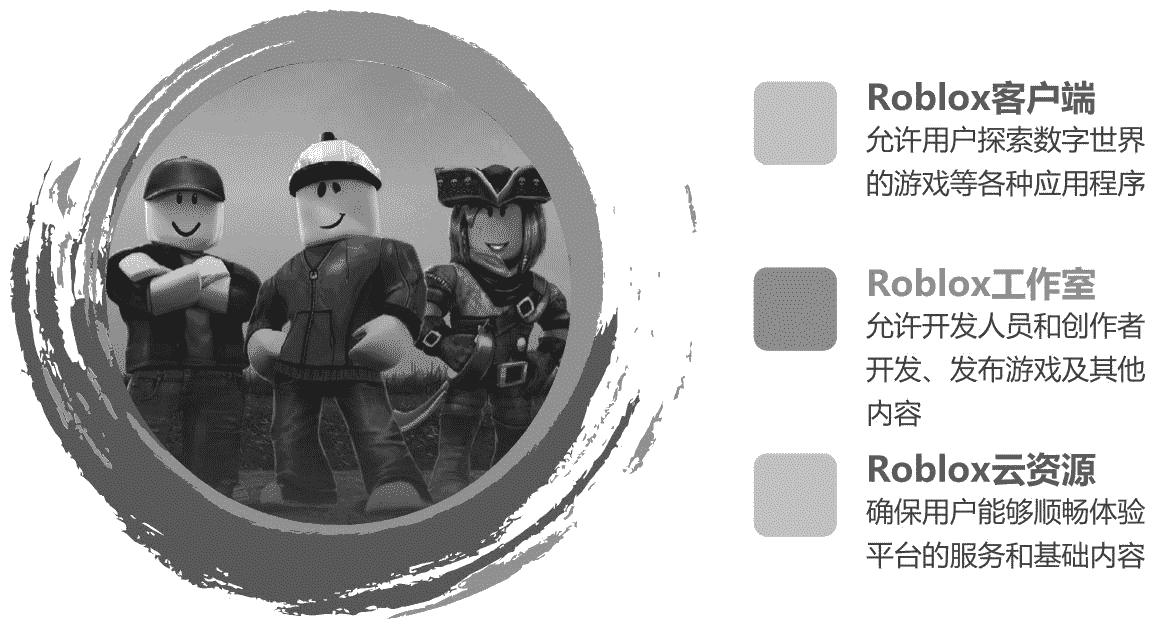 Roblox客户端
允许用户探索数字世界
的游戏等各种应用程序
Roblox工作室
允许开发人员和创作者
开发、发布游戏及其他
内容
Roblox云资源
确保用户能够顺畅体验
平台的服务和基础内容